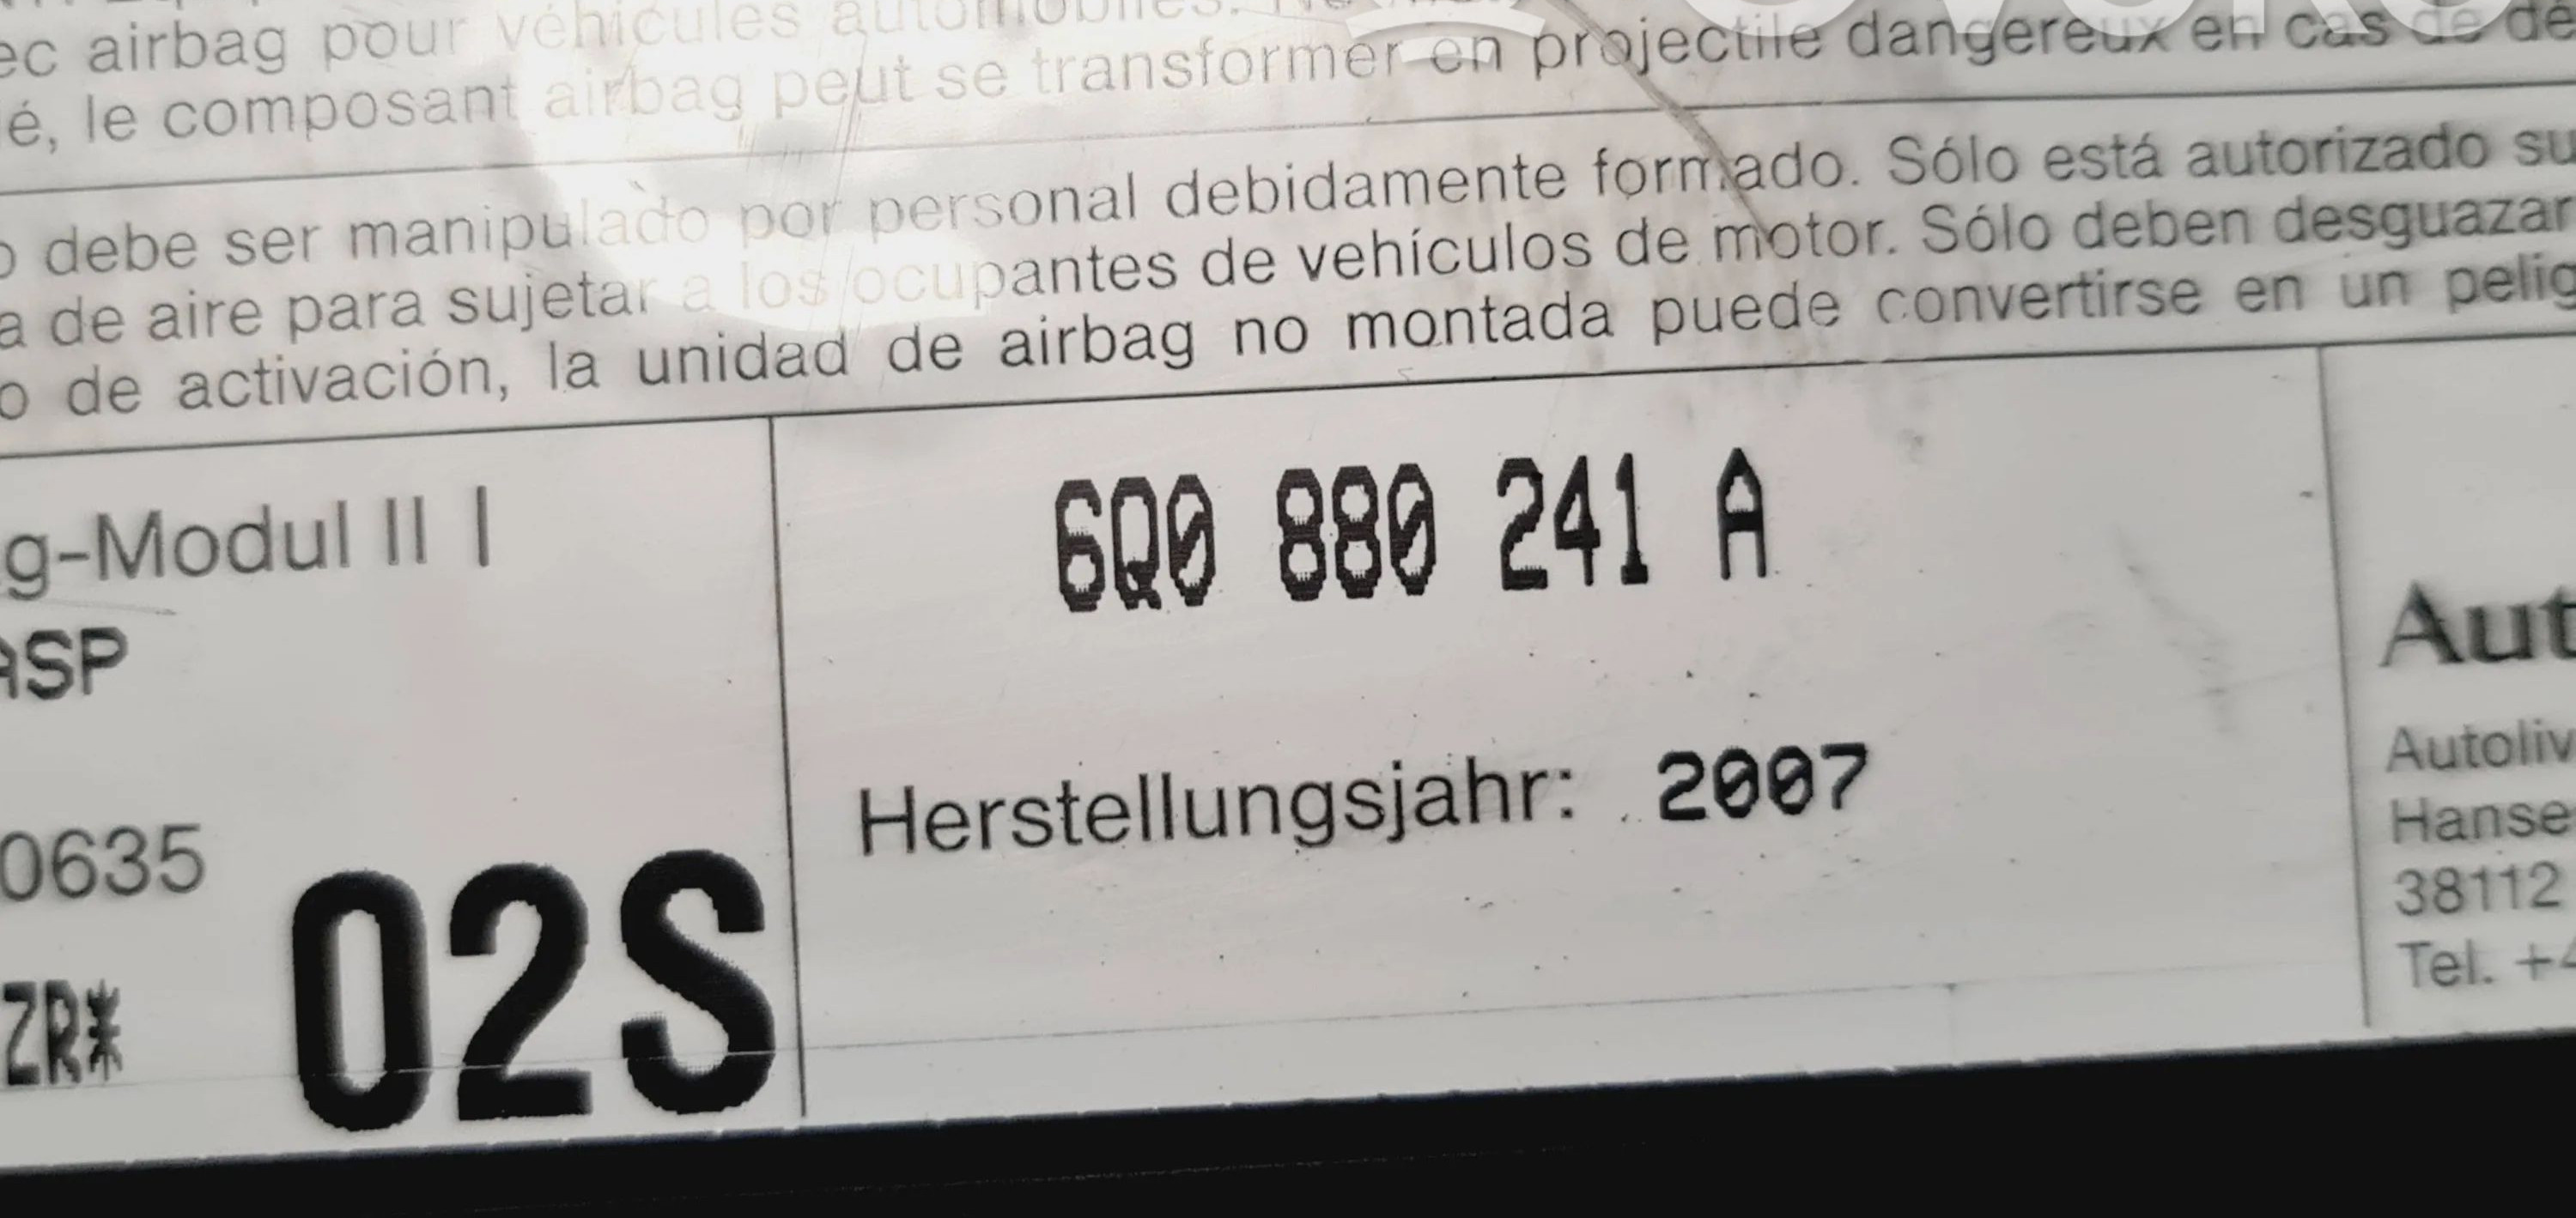 ec airbag pour véhicules automobiles.
é, le composant airbag peut se transformer en projectile dangereux en cas de dé
o debe ser manipulado por personal debidamente formado. Sólo está autorizado su
a de aire para sujetar a los ocupantes de vehículos de motor. Sólo deben desguazar
o de activación, la unidad de airbag no montada puede convertirse en un pelig
g-Modul II I
ASP
0635
ZR*
02S
6Q0 880 241 A
Herstellungsjahr: 2007
Aut
Autoliv
Hanse
38112
Tel. +4